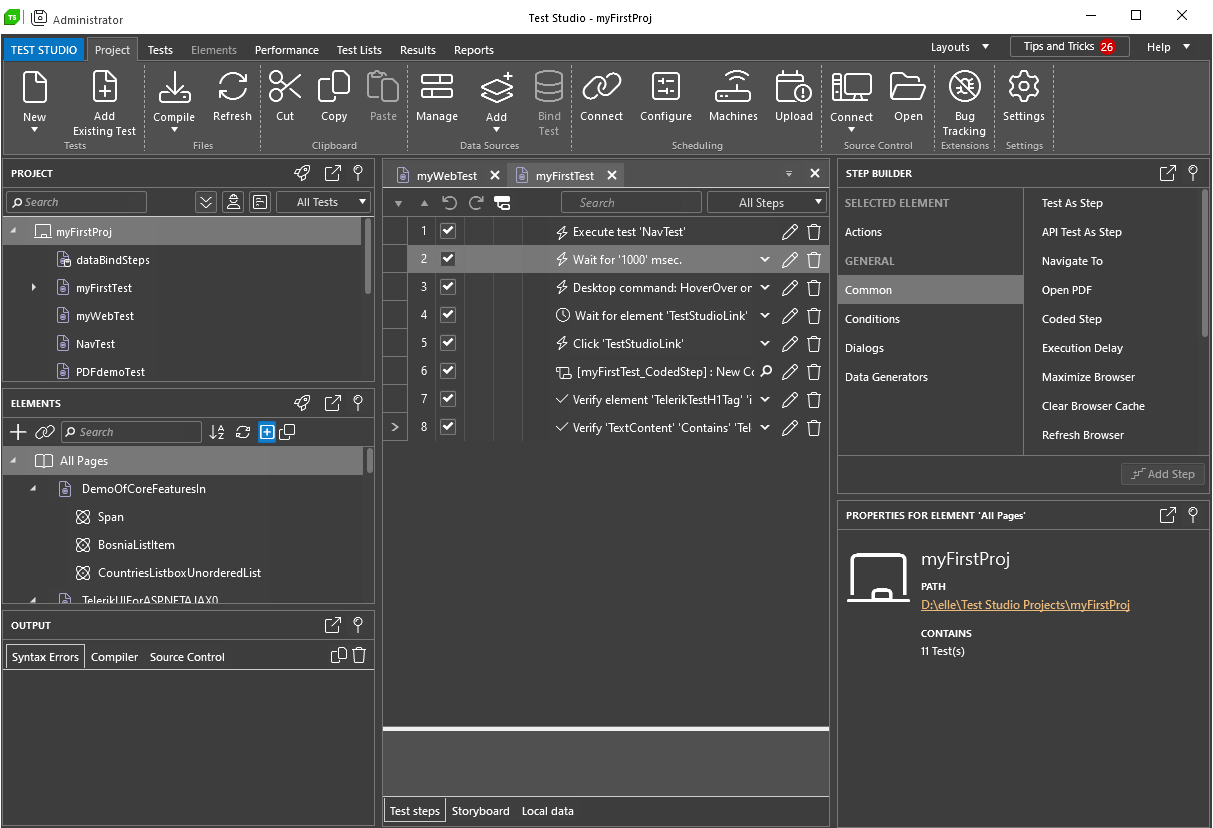 TS Administrator
Test Studio - myFirstProj
TEST STUDIO Project Tests Elements Performance Test Lists Results Reports
Layouts Tips and Tricks 26 Help
New
Add
Existing Test
Tests
Compile Refresh
Files
Cut Copy Paste
Clipboard
Manage Add
Bind
Test
Data Sources
Connect Configure Machines Upload
Scheduling
Connect Open
Source Control
Bug
Tracking
Extensions
Settings
Settings
PROJECT
Search
All Tests
myFirstProj
dataBindSteps
myFirstTest
myWebTest
NavTest
PDFdemoTest
ELEMENTS
Search
All Pages
DemoOfCoreFeaturesIn
Span
BosniaListItem
CountriesListboxUnorderedList
TelerikUIForASPNETAJAX0
OUTPUT
Syntax Errors Compiler Source Control
myWebTest myFirstTest
Search All Steps
1 Execute test 'NavTest'
2 Wait for '1000' msec.
3 Desktop command: HoverOver on
4 Wait for element 'TestStudioLink'
5 Click 'TestStudioLink'
6 [myFirstTest_CodedStep] : New Co
7 Verify element 'TelerikTestH1Tag' 'i
8 Verify 'TextContent' 'Contains' 'Tel
Test steps Storyboard Local data
STEP BUILDER
SELECTED ELEMENT
Actions
GENERAL
Common
Conditions
Dialogs
Data Generators
Test As Step
API Test As Step
Navigate To
Open PDF
Coded Step
Execution Delay
Maximize Browser
Clear Browser Cache
Refresh Browser
Add Step
PROPERTIES FOR ELEMENT 'All Pages'
myFirstProj
PATH
D:\elle\Test Studio Projects\myFirstProj
CONTAINS
11 Test(s)